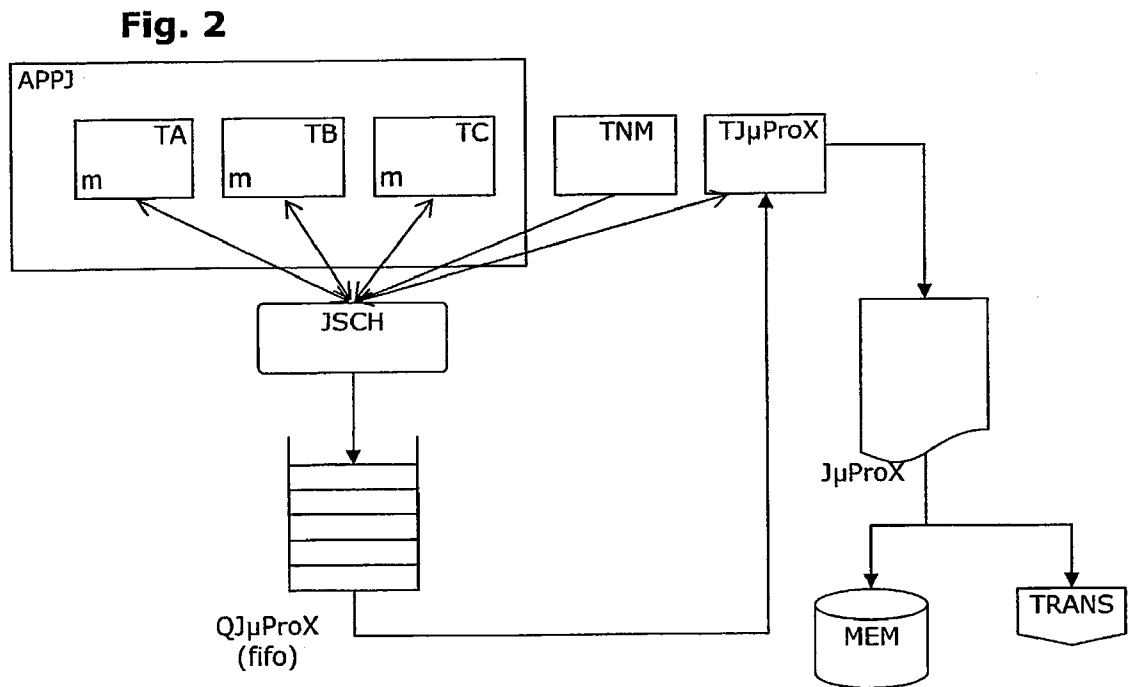 Fig. 2
APPJ
TA
TB
TC
TNM
TJµProX
m
m
m
JSCH
JµProX
QJµProX
(fifo)
MEM
TRANS